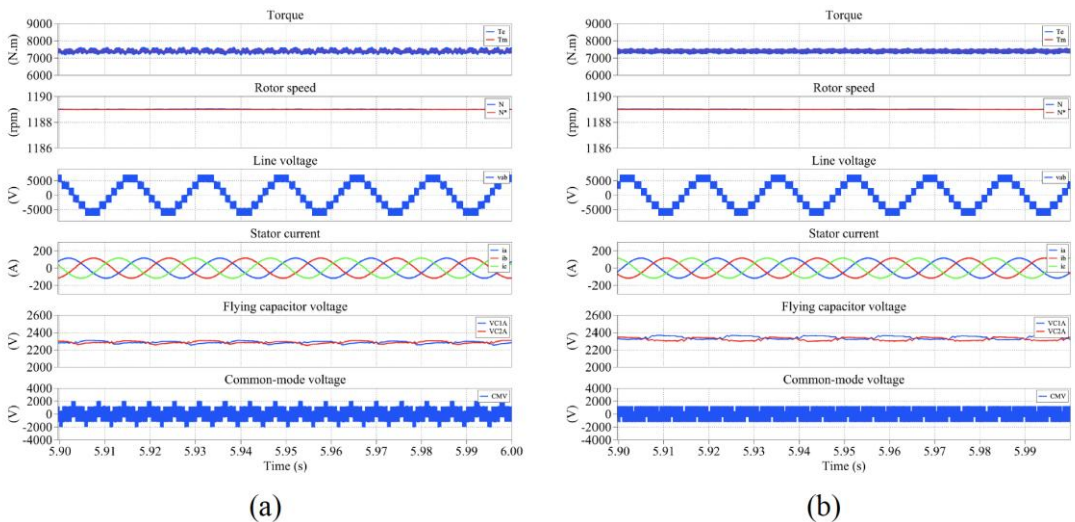 Torque
9000
8000
7000
6000
(N.m)
Te
Tm
Rotor speed
1190
1188
1186
(rpm)
N
N*
Line voltage
5000
0
-5000
(V)
vab
Stator current
200
0
-200
(A)
ia
ib
ic
Flying capacitor voltage
2600
2400
2200
2000
(V)
VC1A
VC2A
Common-mode voltage
4000
2000
0
-2000
-4000
(V)
CMV
5.90 5.91 5.92 5.93 5.94 5.95 5.96 5.97 5.98 5.99 6.00
Time (s)
(a)
Torque
9000
8000
7000
6000
(N.m)
Te
Tm
Rotor speed
1190
1188
1186
(rpm)
N
N*
Line voltage
5000
0
-5000
(V)
vab
Stator current
200
0
-200
(A)
ia
ib
ic
Flying capacitor voltage
2600
2400
2200
2000
(V)
VC1A
VC2A
Common-mode voltage
4000
2000
0
-2000
-4000
(V)
CMV
5.90 5.91 5.92 5.93 5.94 5.95 5.96 5.97 5.98 5.99
Time (s)
(b)